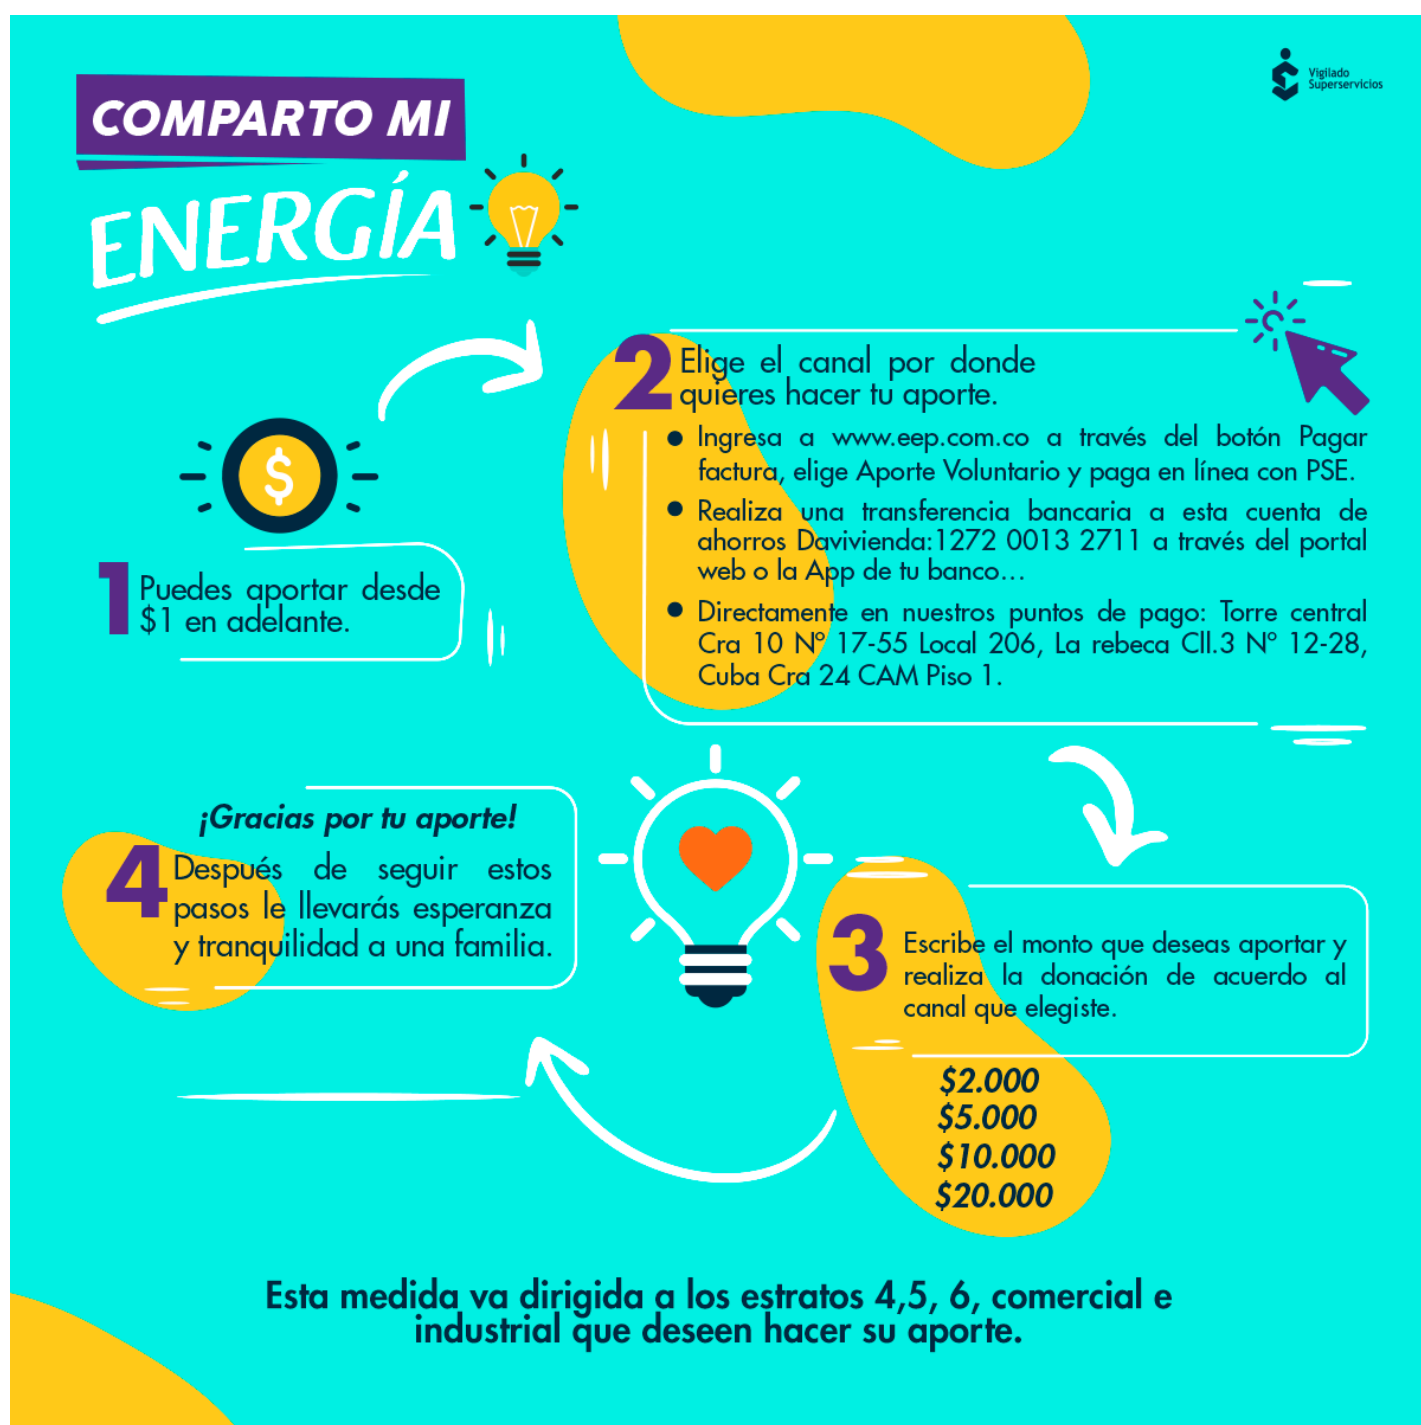 COMPARTO MI
ENERGÍA
Vigilado
Superservicios
1
Puedes aportar desde
$1 en adelante.
$
2
Elige el canal por donde
quieres hacer tu aporte.
● Ingresa a www.eep.com.co a través del botón Pagar
factura, elige Aporte Voluntario y paga en línea con PSE.
● Realiza una transferencia bancaria a esta cuenta de
ahorros Davivienda:1272 0013 2711 a través del portal
web o la App de tu banco...
● Directamente en nuestros puntos de pago: Torre central
Cra 10 Nº 17-55 Local 206, La rebeca Cll.3 Nº 12-28,
Cuba Cra 24 CAM Piso 1.
3
Escribe el monto que deseas aportar y
realiza la donación de acuerdo al
canal que elegiste.
$2.000
$5.000
$10.000
$20.000
¡Gracias por tu aporte!
4
Después de seguir estos
pasos le llevarás esperanza
y tranquilidad a una familia.
Esta medida va dirigida a los estratos 4,5, 6, comercial e
industrial que deseen hacer su aporte.